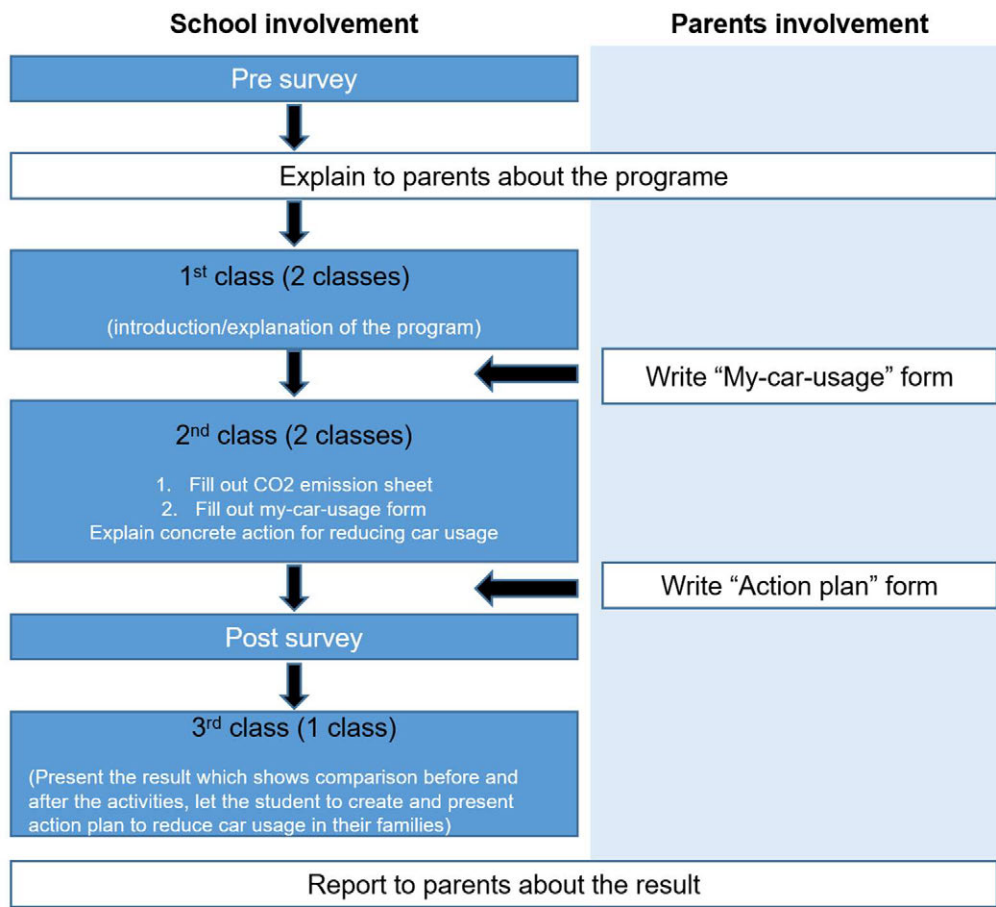 School involvement
Parents involvement
Pre survey
Explain to parents about the programe
1st class (2 classes)
(introduction/explanation of the program)
Write “My-car-usage” form
2nd class (2 classes)
1. Fill out CO2 emission sheet
2. Fill out my-car-usage form
Explain concrete action for reducing car usage
Write “Action plan” form
Post survey
3rd class (1 class)
(Present the result which shows comparison before and
after the activities, let the student to create and present
action plan to reduce car usage in their families)
Report to parents about the result